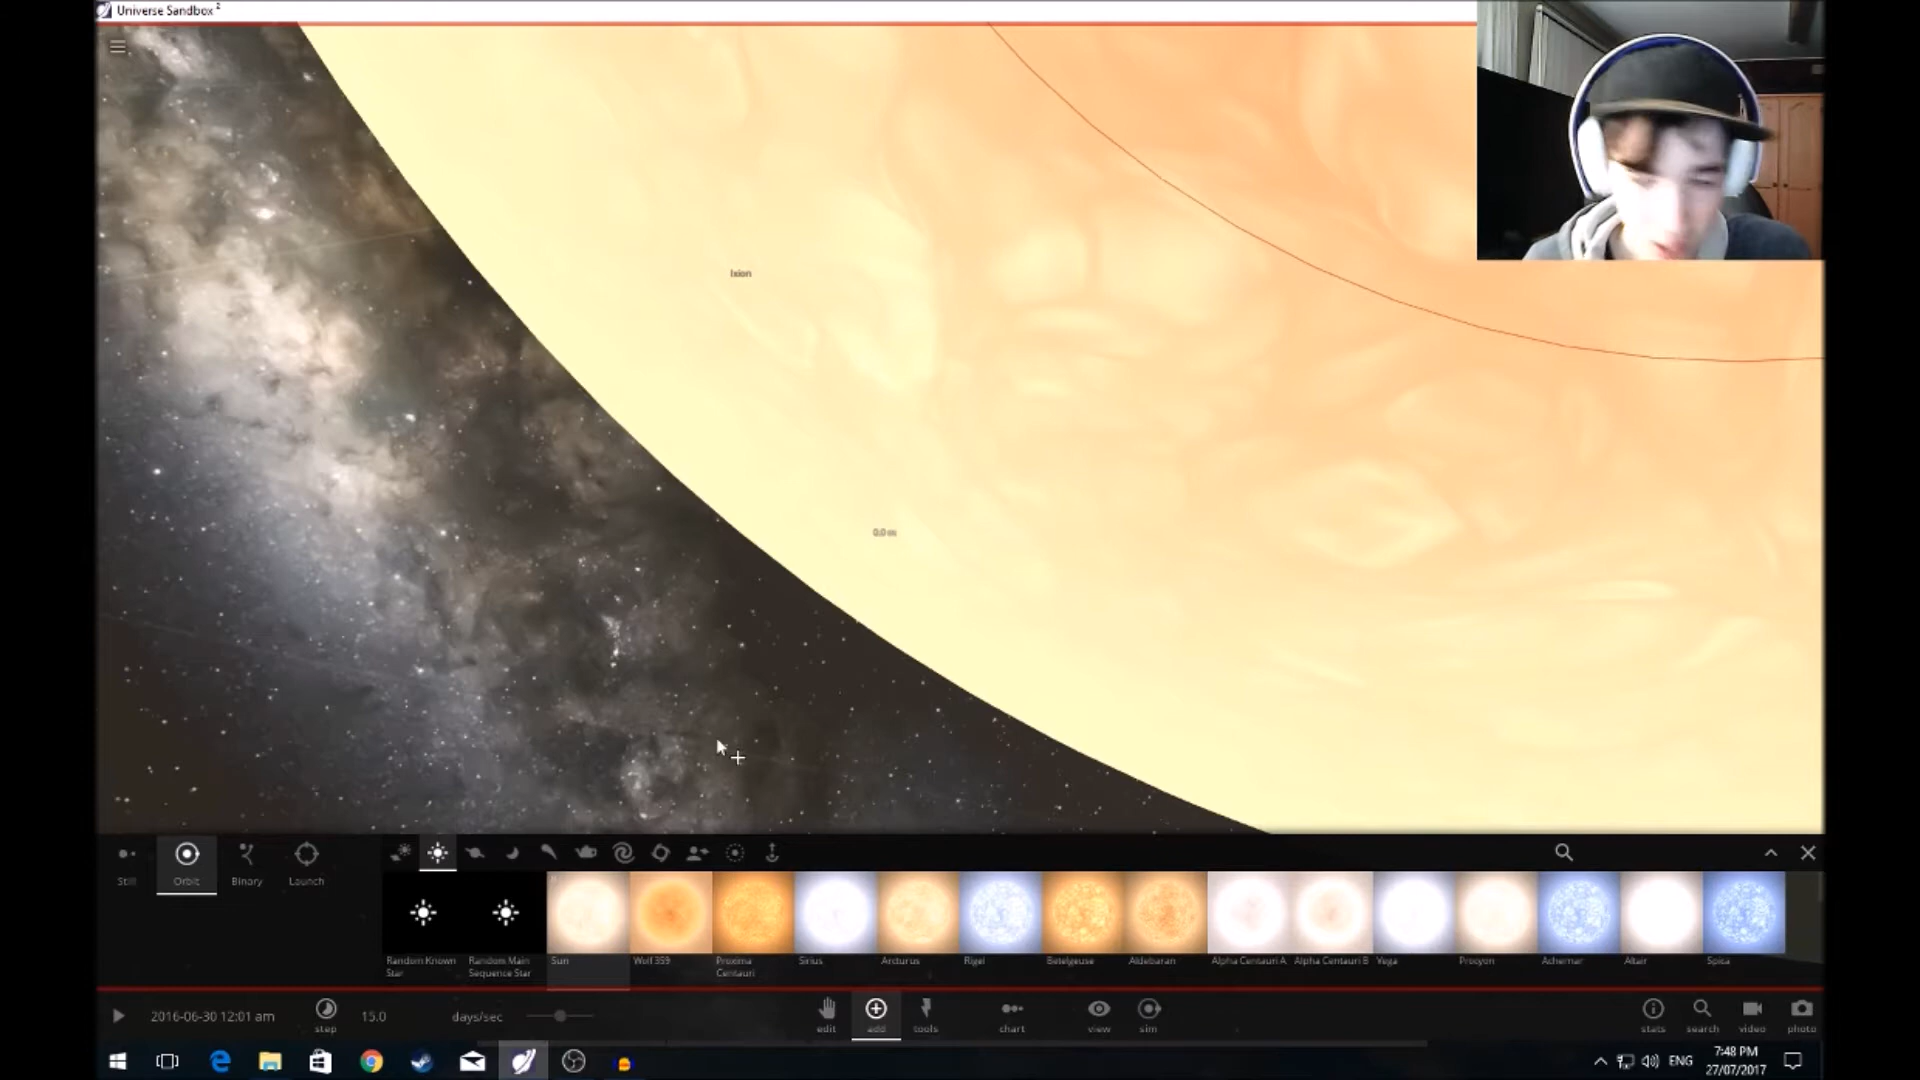 Universe Sandbox ²
Ixion
0.0 m
Still
Orbit
Binary
Launch
Random Known Star
Random Main Sequence Star
Sun
Wolf 359
Proxima Centauri
Sirius
Arcturus
Rigel
Betelgeuse
Aldebaran
Alpha Centauri A
Alpha Centauri B
Vega
Procyon
Achernar
Altair
Spica
2016-06-30 12:01 am
step
15.0
days/sec
edit
add
tools
chart
view
sim
stats
search
video
photo
ENG
7:48 PM
27/07/2017